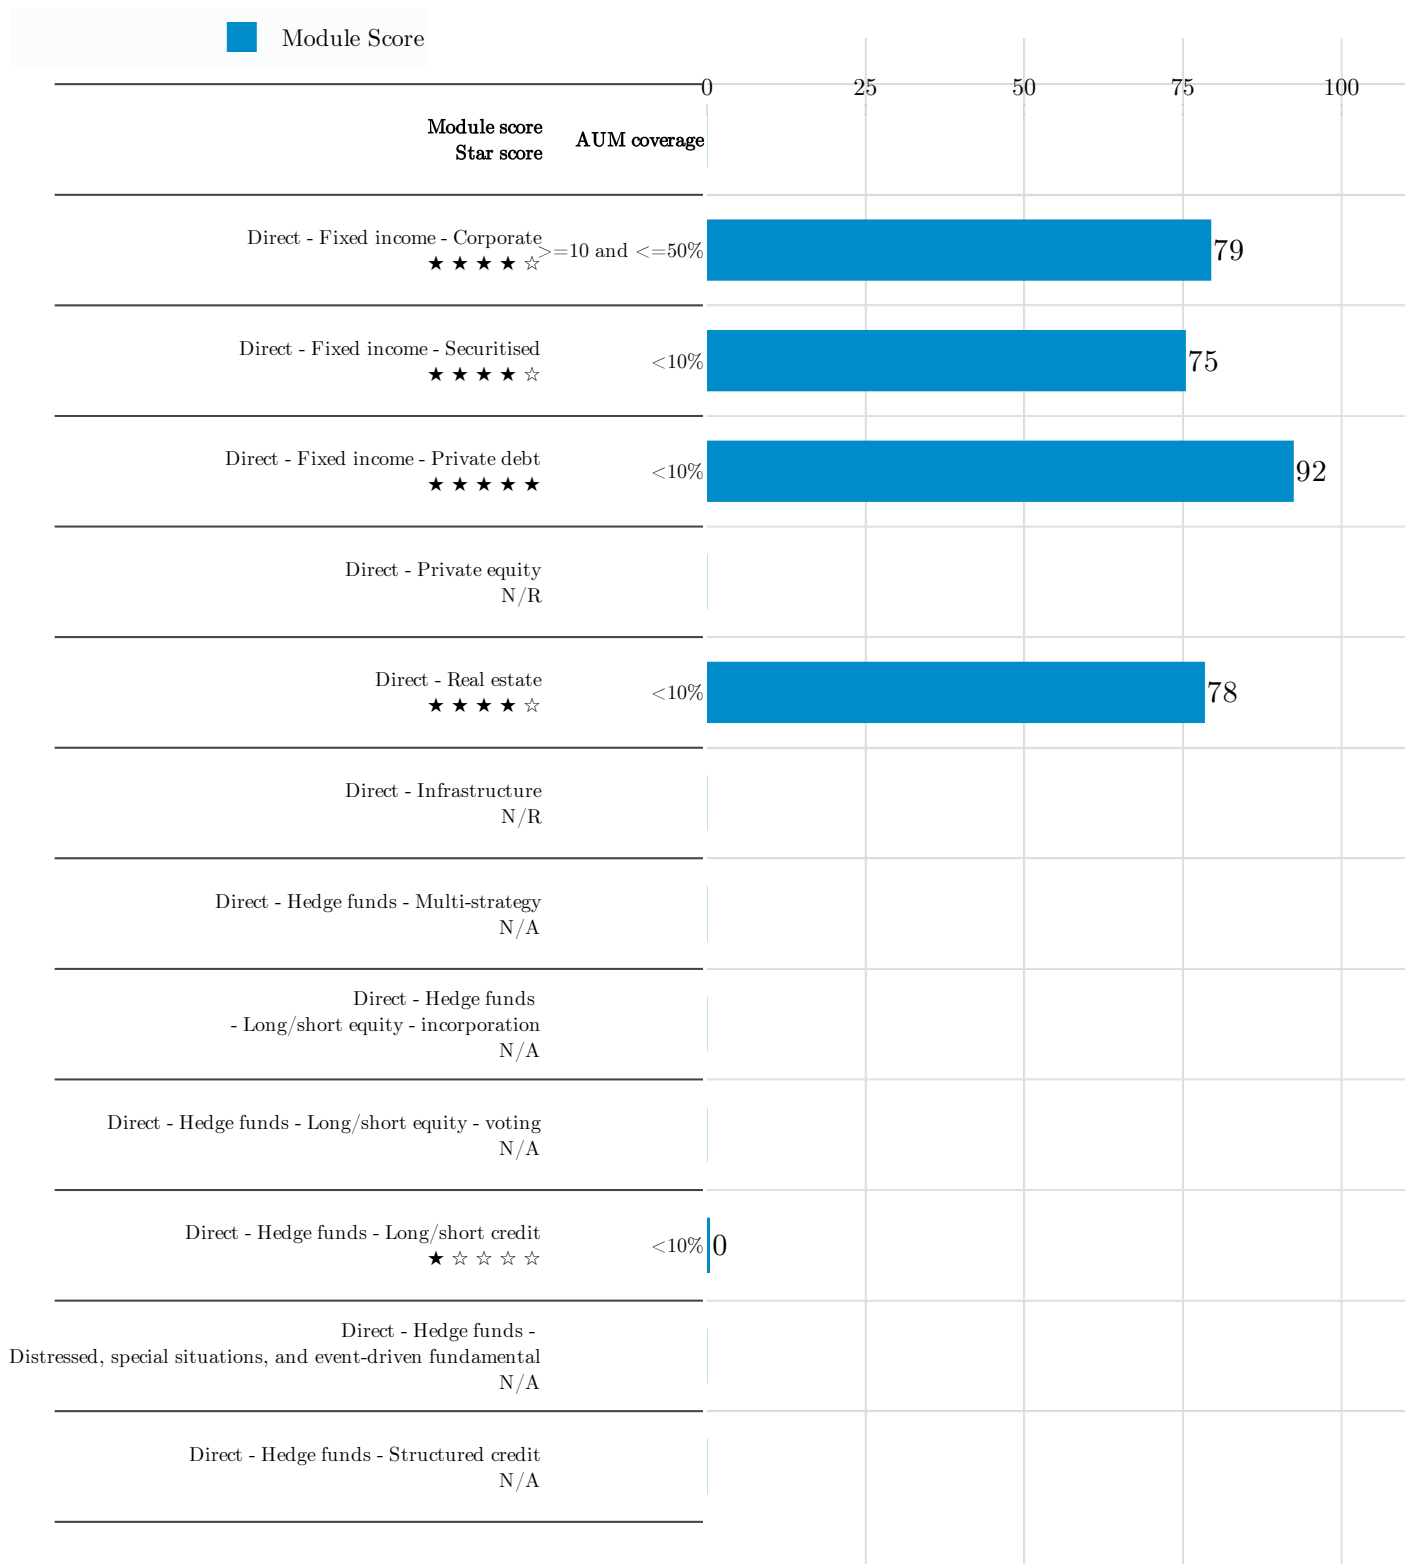 Module Score
0 25 50 75 100
Module score
Star score
AUM coverage
Direct - Fixed income - Corporate
★ ★ ★ ★ ☆
>=10 and <=50%
79
Direct - Fixed income - Securitised
★ ★ ★ ★ ☆
<10%
75
Direct - Fixed income - Private debt
★ ★ ★ ★ ★
<10%
92
Direct - Private equity
N/R
Direct - Real estate
★ ★ ★ ★ ☆
<10%
78
Direct - Infrastructure
N/R
Direct - Hedge funds - Multi-strategy
N/A
Direct - Hedge funds
- Long/short equity - incorporation
N/A
Direct - Hedge funds - Long/short equity - voting
N/A
Direct - Hedge funds - Long/short credit
★ ☆ ☆ ☆ ☆
<10%
0
Direct - Hedge funds -
Distressed, special situations, and event-driven fundamental
N/A
Direct - Hedge funds - Structured credit
N/A